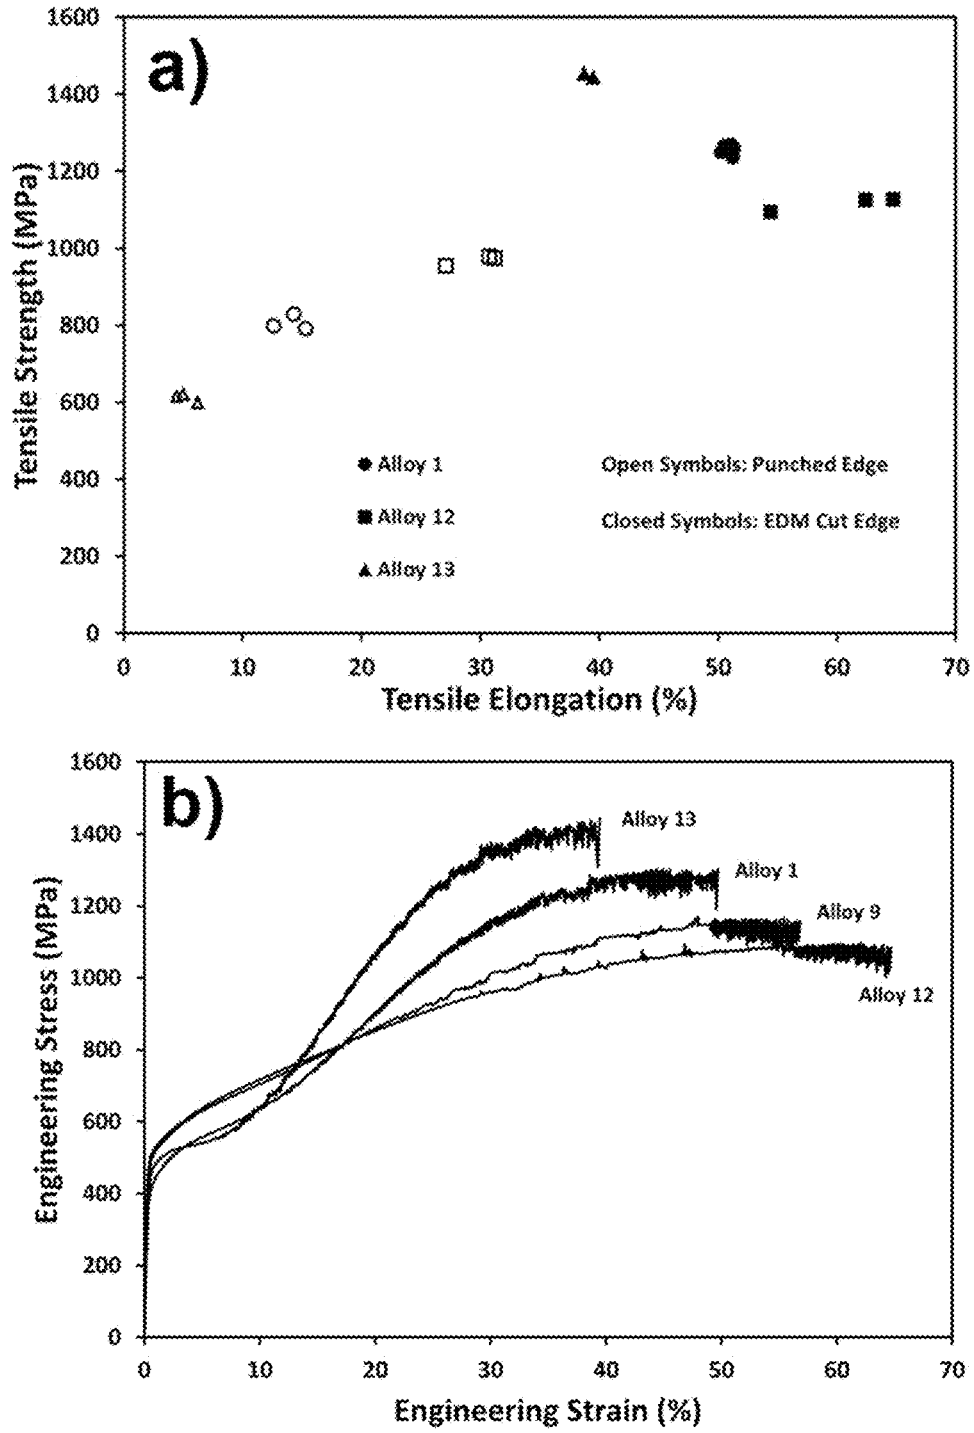 a)
1600
1400
1200
1000
800
600
400
200
0
Tensile Strength (MPa)
Alloy 1
Alloy 12
Alloy 13
Open Symbols: Punched Edge
Closed Symbols: EDM Cut Edge
0 10 20 30 40 50 60 70
Tensile Elongation (%)
b)
1600
1400
1200
1000
800
600
400
200
0
Engineering Stress (MPa)
Alloy 13
Alloy 1
Alloy 9
Alloy 12
0 10 20 30 40 50 60 70
Engineering Strain (%)